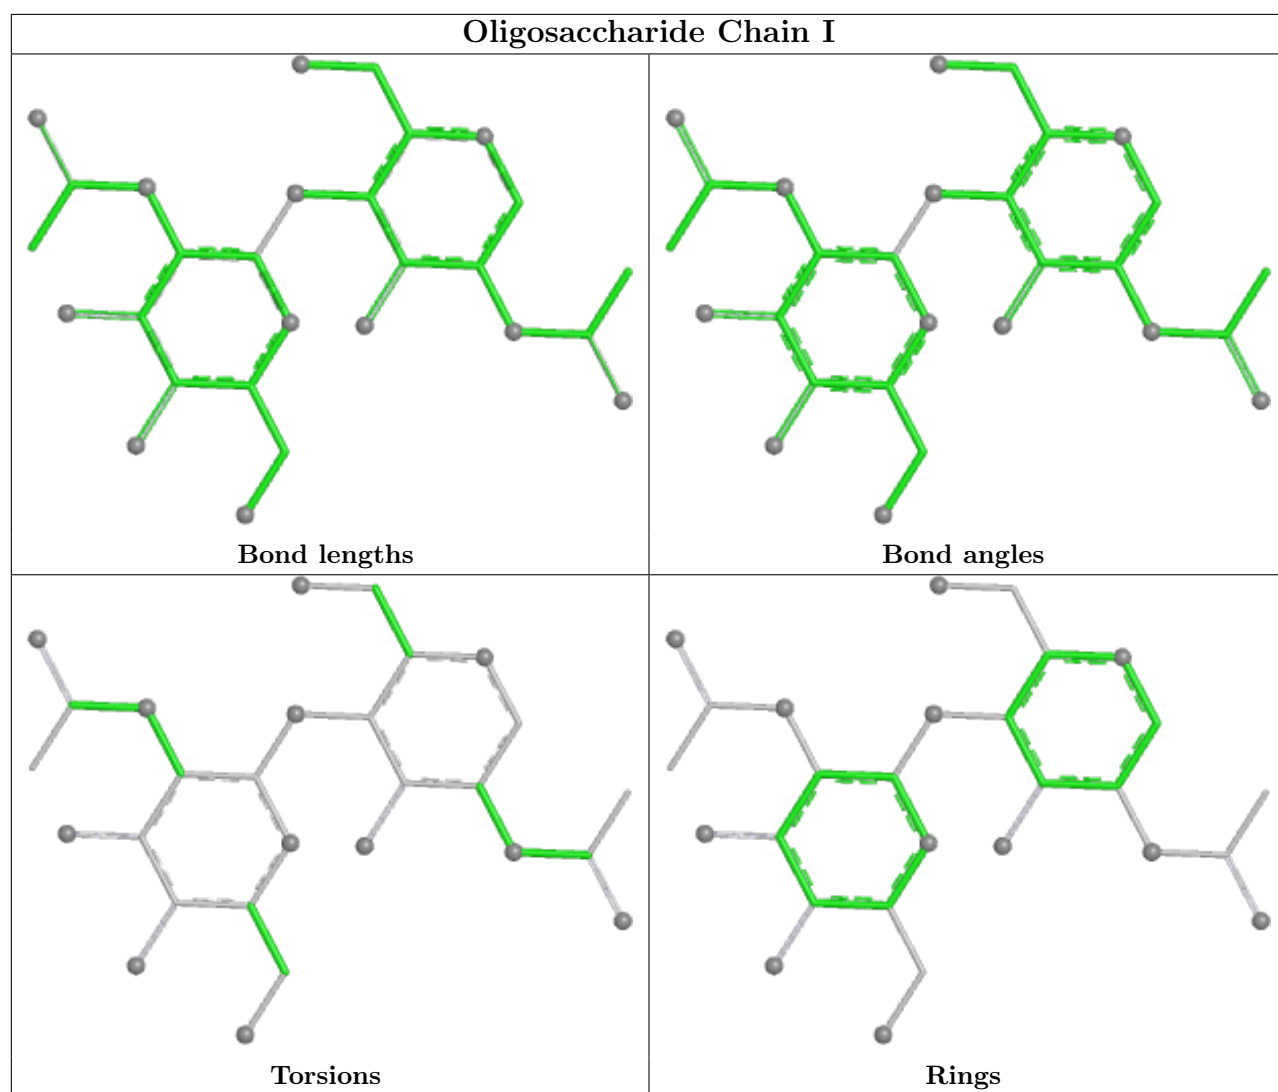 Oligosaccharide Chain I
Bond lengths
Bond angles
Torsions
Rings